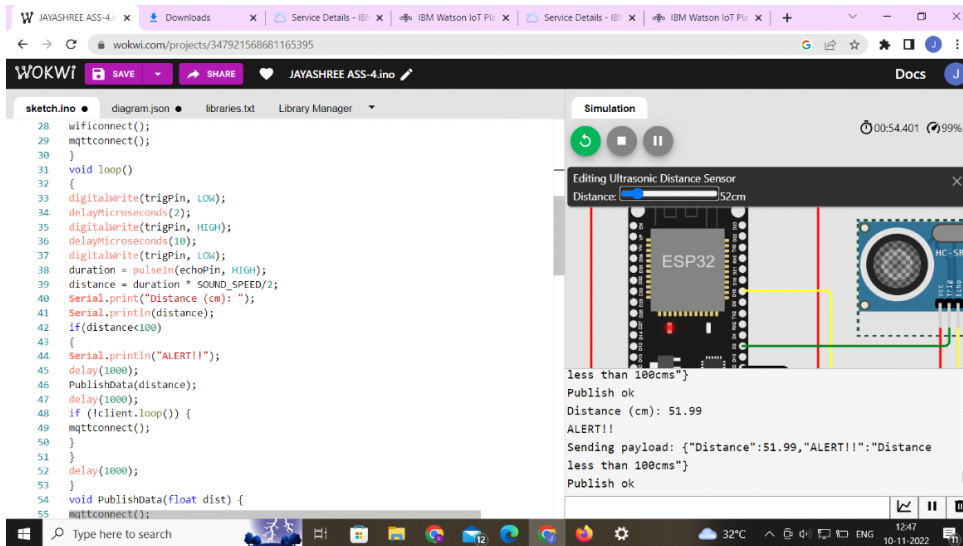 JAYASHREE ASS-4.i
Downloads
Service Details - IB
IBM Watson IoT Pla
Service Details - IB
IBM Watson IoT Pla
wokwi.com/projects/347921568681165395
J
WOKWi
SAVE
SHARE
JAYASHREE ASS-4.ino
Docs
J
sketch.ino
diagram.json
libraries.txt
Library Manager
Simulation
28 wificonnect();
29 mqttconnect();
30 }
31 void loop()
32 {
33 digitalWrite(trigPin, LOW);
34 delayMicroseconds(2);
35 digitalWrite(trigPin, HIGH);
36 delayMicroseconds(10);
37 digitalWrite(trigPin, LOW);
38 duration = pulseIn(echoPin, HIGH);
39 distance = duration * SOUND_SPEED/2;
40 Serial.print("Distance (cm): ");
41 Serial.println(distance);
42 if(distance<100)
43 {
44 Serial.println("ALERT!!");
45 delay(1000);
46 PublishData(distance);
47 delay(1000);
48 if (!client.loop()) {
49 mqttconnect();
50 }
51 }
52 delay(1000);
53 }
54 void PublishData(float dist) {
55 mqttconnect();
00:54.401
99%
Editing Ultrasonic Distance Sensor
Distance: 52cm
ESP32
HC-SR
Vcc
Trig
Echo
less than 100cms"}
Publish ok
Distance (cm): 51.99
ALERT!!
Sending payload: {"Distance":51.99,"ALERT!!":"Distance
less than 100cms"}
Publish ok
Type here to search
12
32°C
ENG
12:47
10-11-2022
11